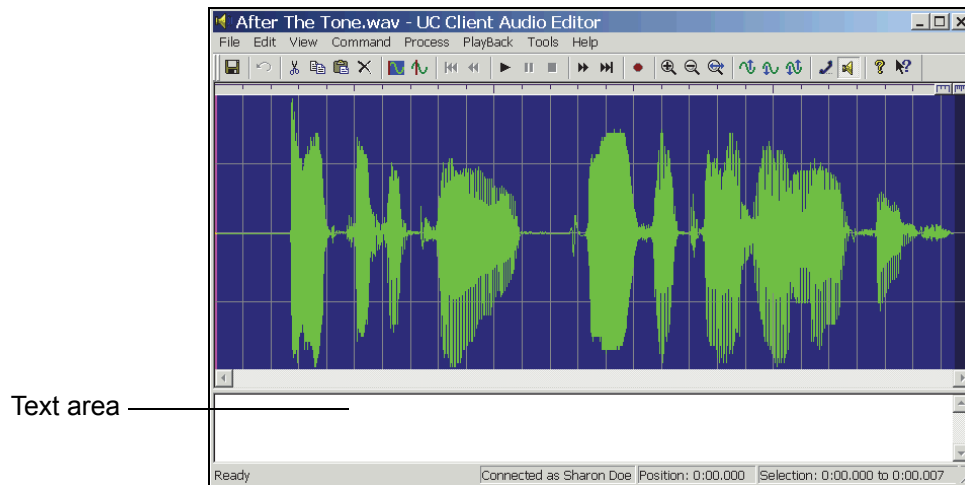 After The Tone.wav - UC Client Audio Editor
File Edit View Command Process PlayBack Tools Help
Text area
Ready Connected as Sharon Doe Position: 0:00.000 Selection: 0:00.000 to 0:00.007